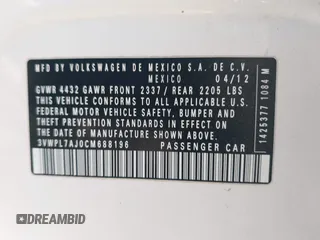 MFD. BY VOLKSWAGEN DE MEXICO S.A. DE C.V.
MEXICO 04/12
GVWR 4432 GAWR FRONT 2337 / REAR 2205 LBS
THIS VEHICLE CONFORMS TO ALL APPLICABLE
FEDERAL MOTOR VEHICLE SAFETY, BUMPER
AND THEFT PREVENTION STANDARDS IN EFFECT
ON THE DATE OF MANUFACTURE SHOWN ABOVE.
3VWPL7AJ0CM688196 PASSENGER CAR
1425377 1084 M
DREAMBID